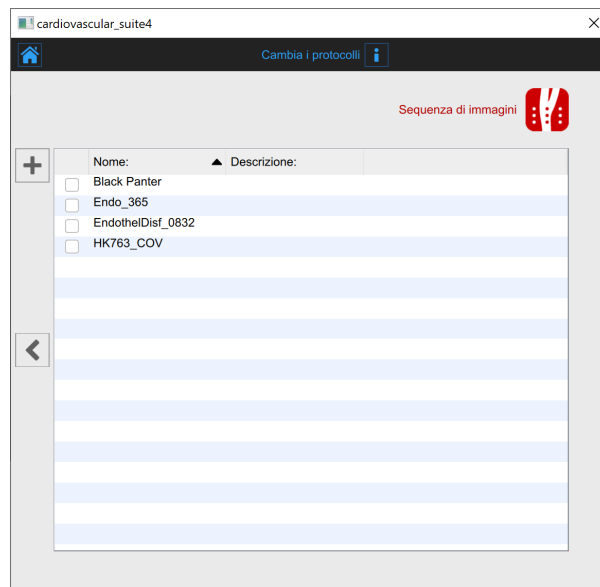 cardiovascular_suite4
Cambia i protocolli
Sequenza di immagini
Nome: Descrizione:
Black Panter
Endo_365
EndothelDisf_0832
HK763_COV